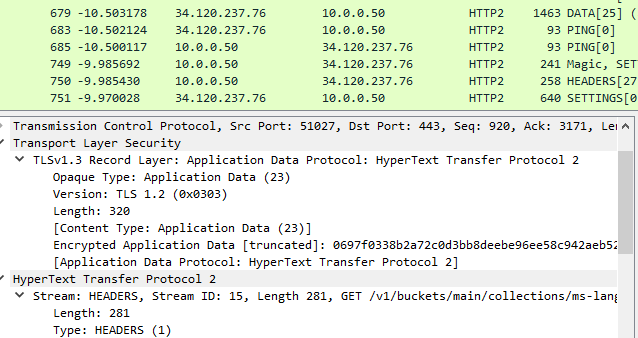 679 -10.503178 34.120.237.76 10.0.0.50 HTTP2 1463 DATA[25] (
683 -10.502124 34.120.237.76 10.0.0.50 HTTP2 93 PING[0]
685 -10.500117 10.0.0.50 34.120.237.76 HTTP2 93 PING[0]
749 -9.985692 10.0.0.50 34.120.237.76 HTTP2 241 Magic, SET
750 -9.985430 10.0.0.50 34.120.237.76 HTTP2 258 HEADERS[27
751 -9.970028 34.120.237.76 10.0.0.50 HTTP2 640 SETTINGS[0
Transmission Control Protocol, Src Port: 51027, Dst Port: 443, Seq: 920, Ack: 3171, Len
Transport Layer Security
TLSv1.3 Record Layer: Application Data Protocol: HyperText Transfer Protocol 2
Opaque Type: Application Data (23)
Version: TLS 1.2 (0x0303)
Length: 320
[Content Type: Application Data (23)]
Encrypted Application Data [truncated]: 0697f0338b2a72c0d3bb8deebe96ee58c942aeb52
[Application Data Protocol: HyperText Transfer Protocol 2]
HyperText Transfer Protocol 2
Stream: HEADERS, Stream ID: 15, Length 281, GET /v1/buckets/main/collections/ms-lang
Length: 281
Type: HEADERS (1)